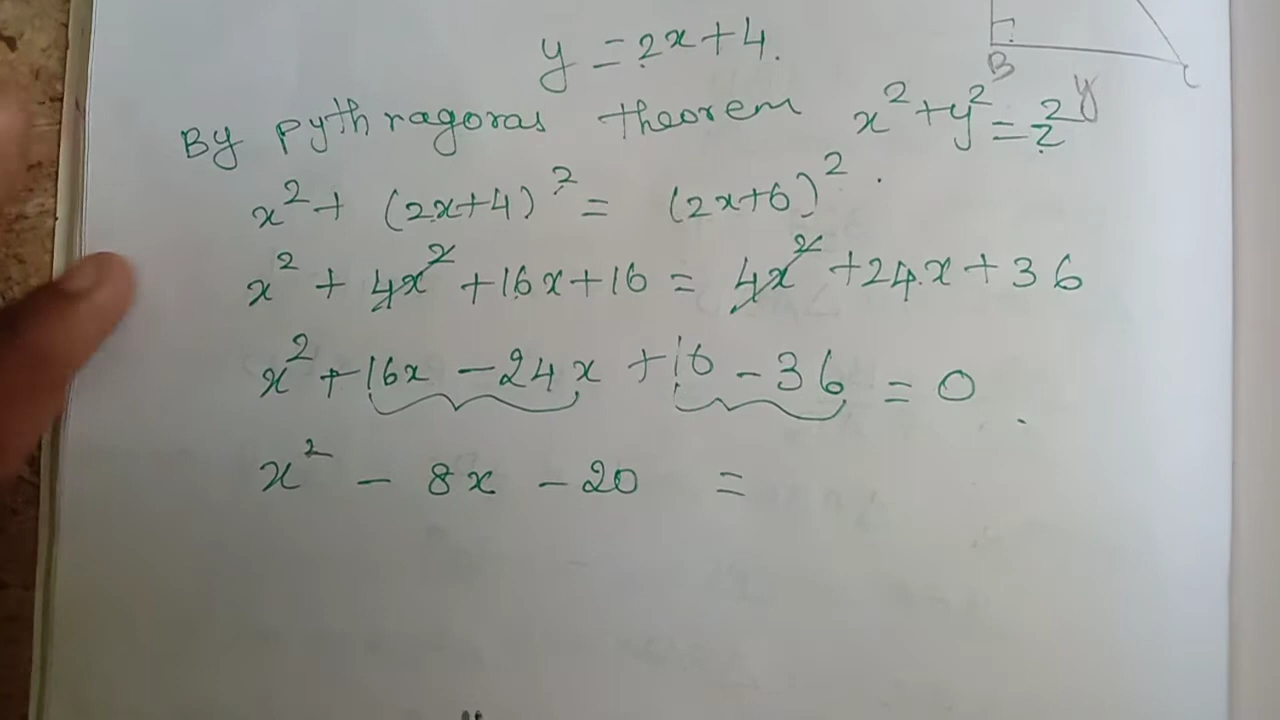 y = 2x+4.
B
C
y
By pythragoras theorem x² + y² = z²
x² + (2x+4)² = (2x+6)².
x² + 4x² + 16x + 16 = 4x² + 24x + 36
x² + 16x - 24x + 16 - 36 = 0
x² - 8x - 20 =